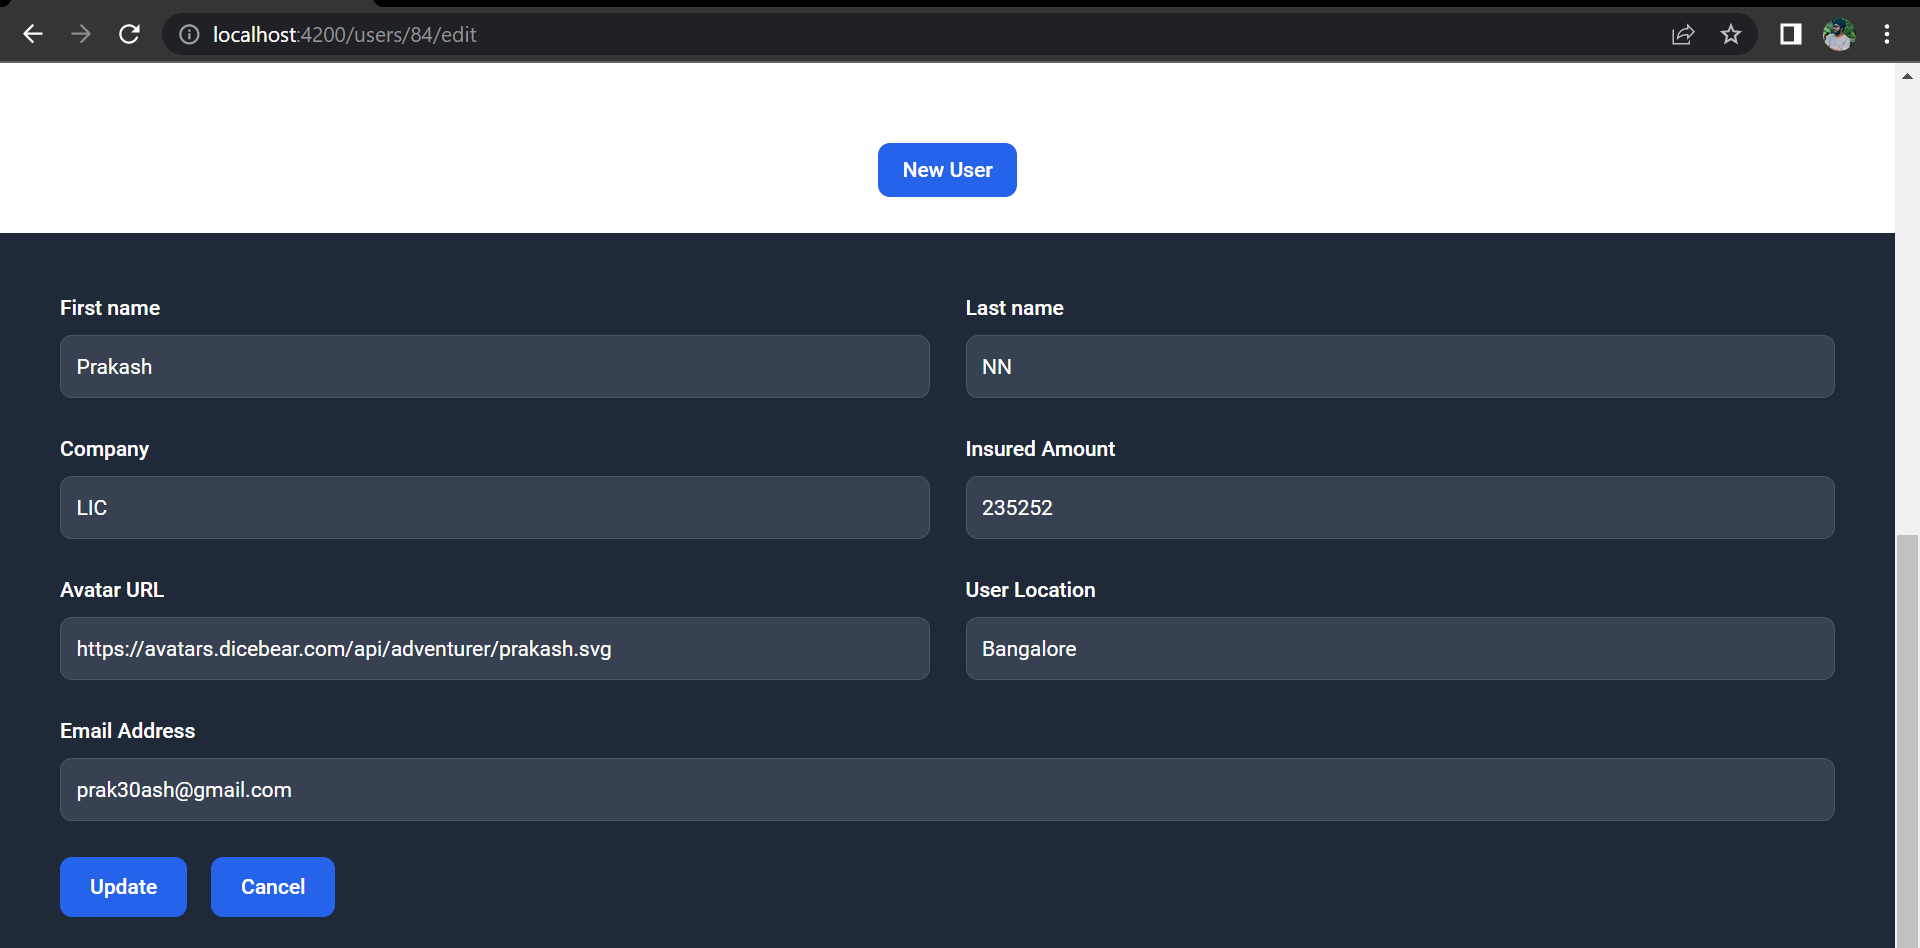 localhost:4200/users/84/edit
New User
First name
Last name
Prakash
NN
Company
Insured Amount
LIC
235252
Avatar URL
User Location
https://avatars.dicebear.com/api/adventurer/prakash.svg
Bangalore
Email Address
prak30ash@gmail.com
Update
Cancel